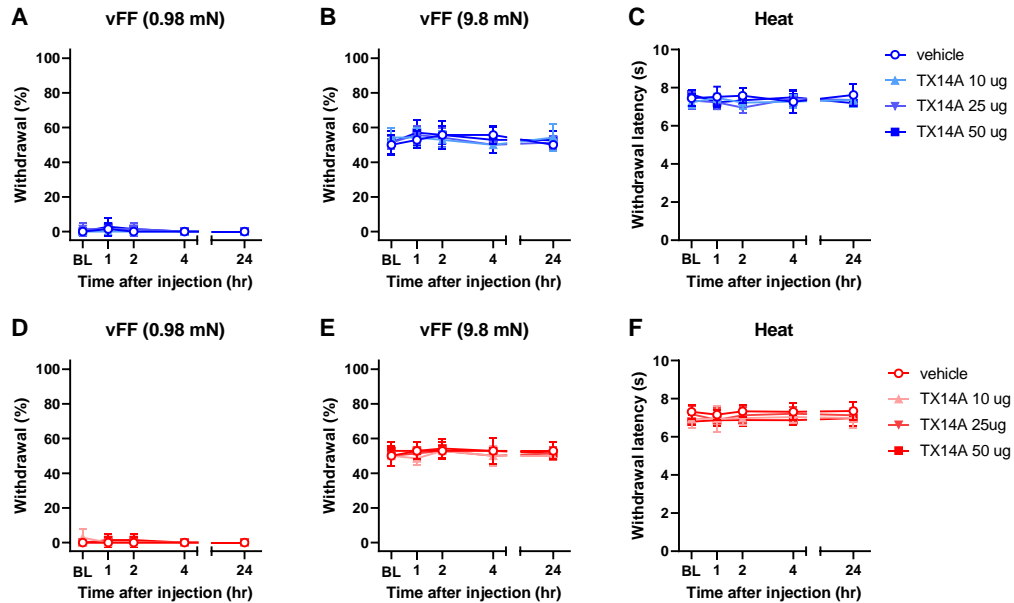 A
vFF (0.98 mN)
Withdrawal (%)
100
80
60
40
20
0
BL 1 2 4 24
Time after injection (hr)
B
vFF (9.8 mN)
Withdrawal (%)
100
80
60
40
20
0
BL 1 2 4 24
Time after injection (hr)
C
Heat
Withdrawal latency (s)
10
8
6
4
2
0
BL 1 2 4 24
Time after injection (hr)
vehicle
TX14A 10 ug
TX14A 25 ug
TX14A 50 ug
D
vFF (0.98 mN)
Withdrawal (%)
100
80
60
40
20
0
BL 1 2 4 24
Time after injection (hr)
E
vFF (9.8 mN)
Withdrawal (%)
100
80
60
40
20
0
BL 1 2 4 24
Time after injection (hr)
F
Heat
Withdrawal latency (s)
10
8
6
4
2
0
BL 1 2 4 24
Time after injection (hr)
vehicle
TX14A 10 ug
TX14A 25ug
TX14A 50 ug